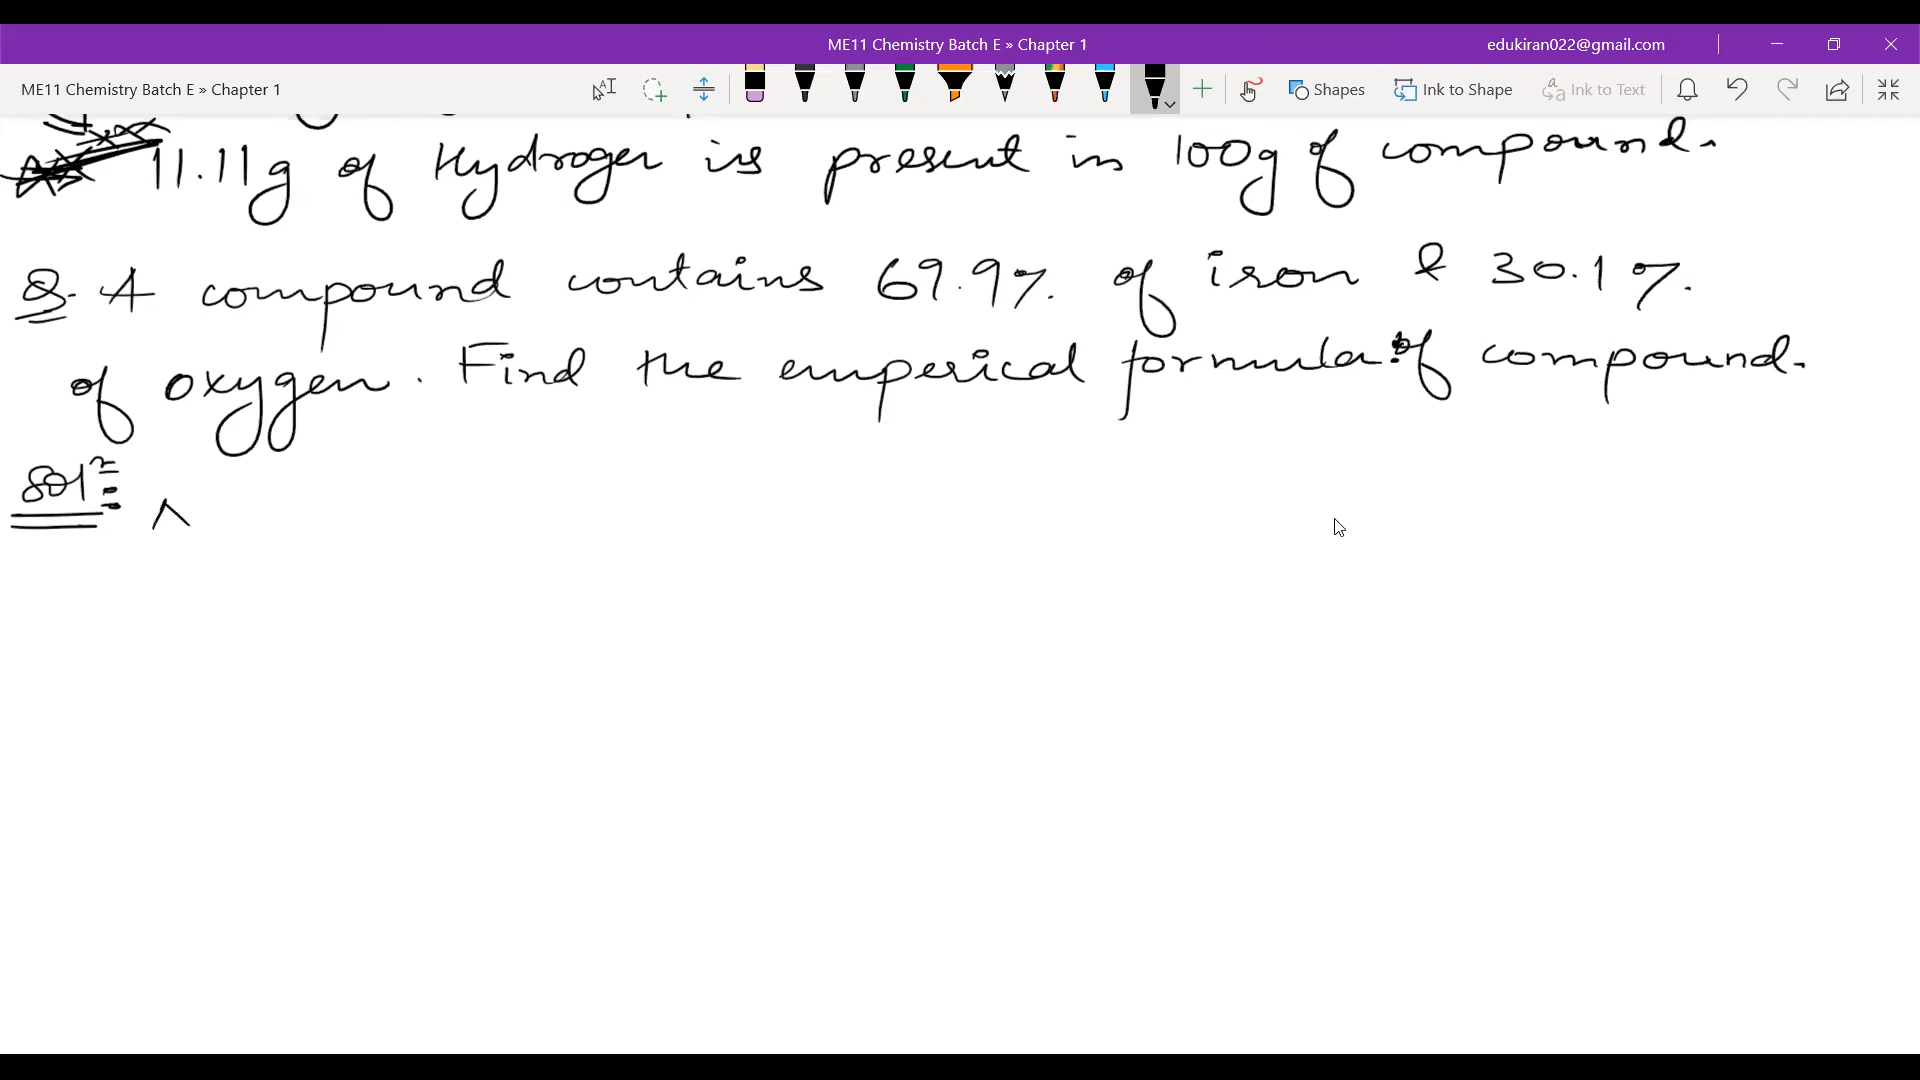 ME11 Chemistry Batch E » Chapter 1
edukiran022@gmail.com
ME11 Chemistry Batch E » Chapter 1
Shapes
Ink to Shape
Ink to Text
11.11g of Hydrogen is present in 100g of compound.
Q. A compound contains 69.9% of iron & 30.1%
of oxygen. Find the emperical formula of compound.
Solⁿ